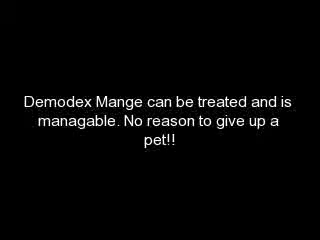 Demodex Mange can be treated and is
managable. No reason to give up a
pet!!